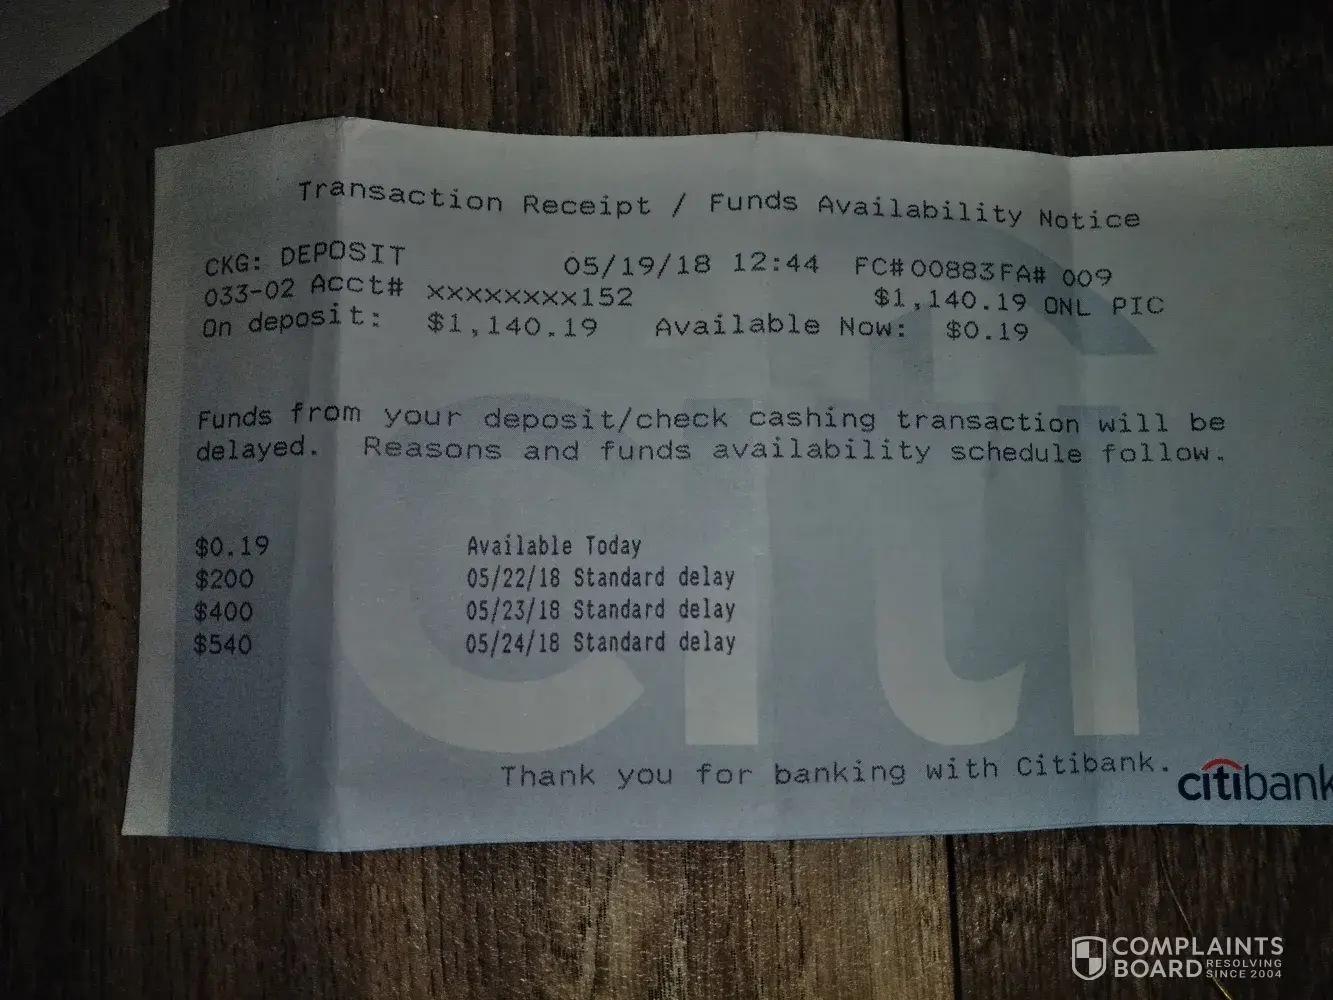 Transaction Receipt / Funds Availability Notice
CKG: DEPOSIT 05/19/18 12:44 FC#00883FA# 009
033-02 Acct# xxxxxxxx152 $1,140.19 ONL PIC
On deposit: $1,140.19 Available Now: $0.19
Funds from your deposit/check cashing transaction will be
delayed. Reasons and funds availability schedule follow.
$0.19 Available Today
$200 05/22/18 Standard delay
$400 05/23/18 Standard delay
$540 05/24/18 Standard delay
citi
Thank you for banking with Citibank.
citibank
COMPLAINTS
BOARD RESOLVING
SINCE 2004